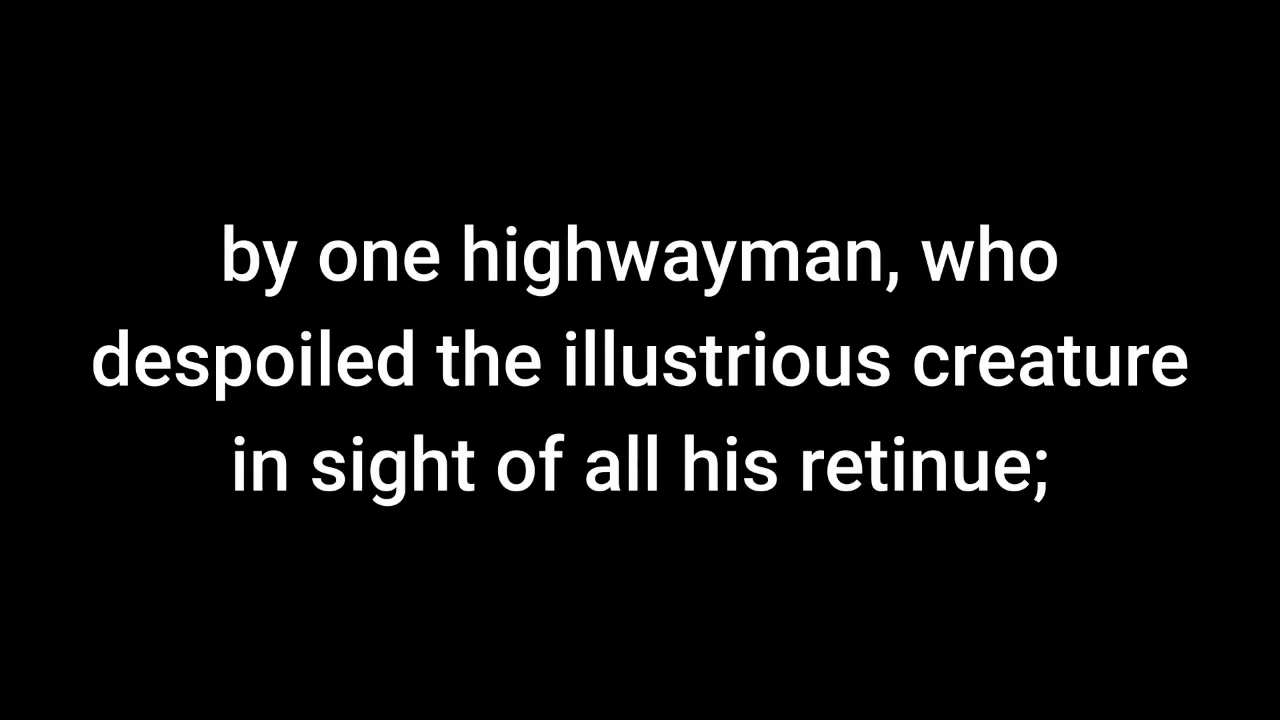 by one highwayman, who
despoiled the illustrious creature
in sight of all his retinue;